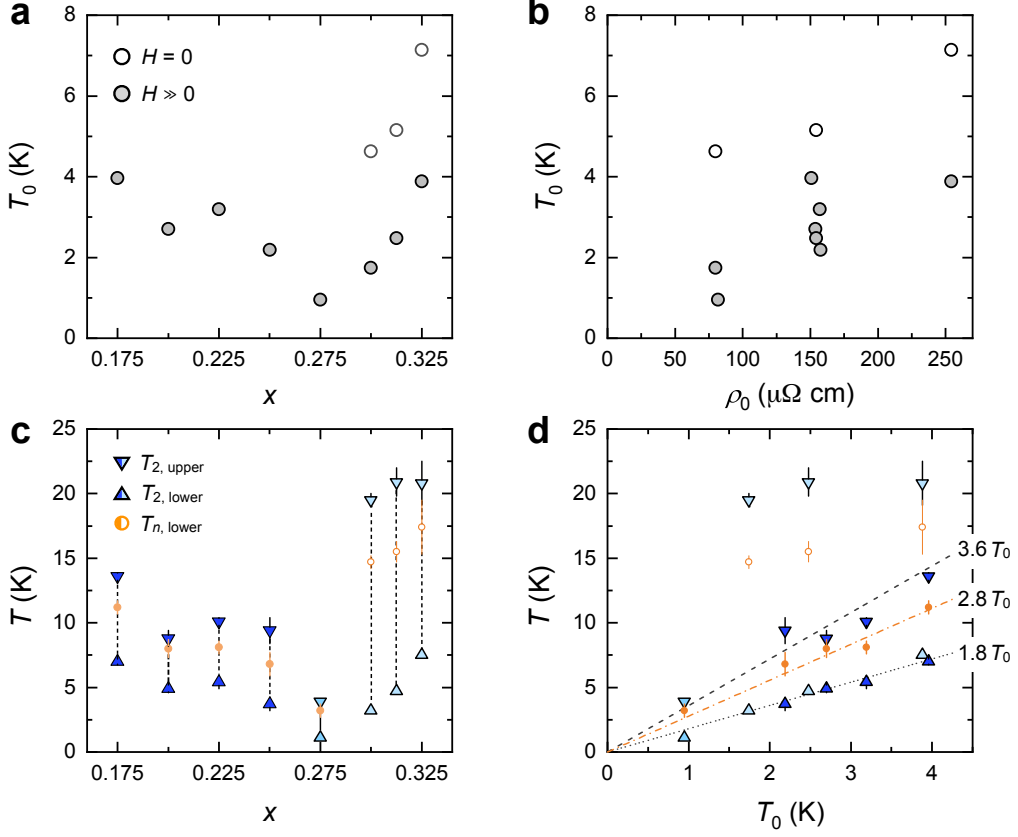 a
8
6
4
2
0
T₀ (K)
H = 0
H ≫ 0
0.175
0.225
0.275
0.325
x
b
8
6
4
2
0
T₀ (K)
0
50
100
150
200
250
ρ₀ (μΩ cm)
c
25
20
15
10
5
0
T (K)
T₂, upper
T₂, lower
Tₙ, lower
0.175
0.225
0.275
0.325
x
d
25
20
15
10
5
0
T (K)
3.6 T₀
2.8 T₀
1.8 T₀
0
1
2
3
4
T₀ (K)